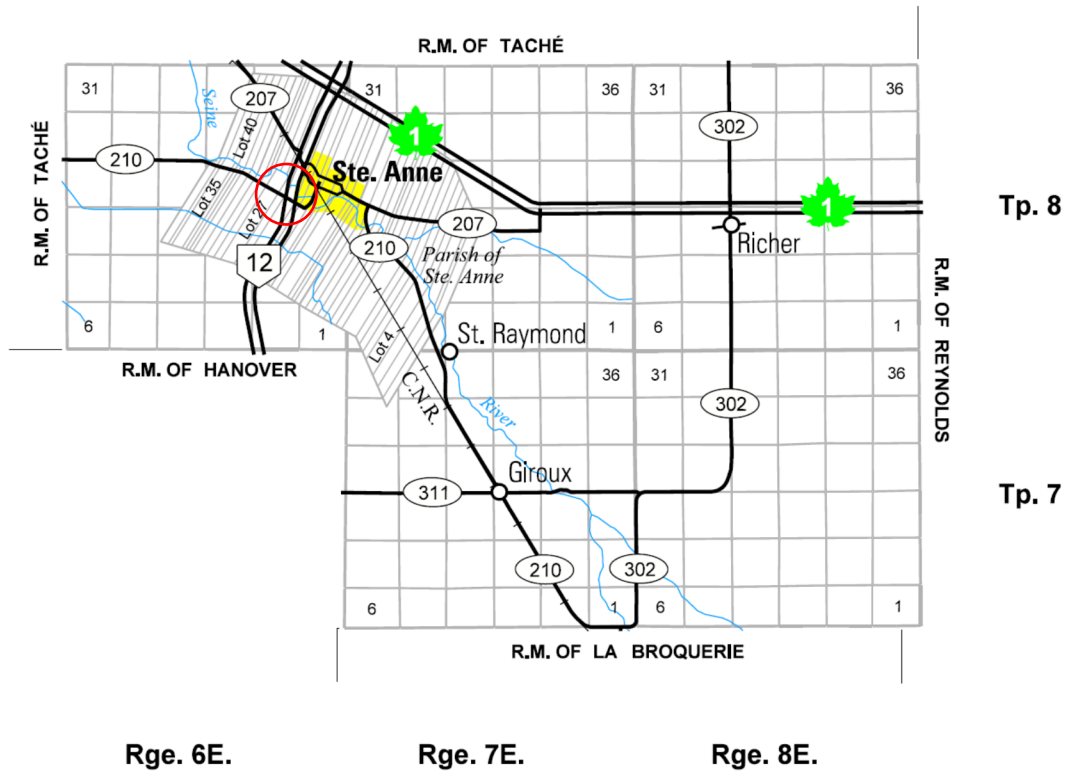 R.M. OF TACHÉ
31
31
36
31
36
207
Seine
Lot 40
1
302
210
Ste. Anne
R.M. OF TACHÉ
Lot 35
Lot 27
207
1
Tp. 8
210
Richer
12
Parish of
Ste. Anne
6
1
Lot 4
St. Raymond
1
6
1
R.M. OF HANOVER
R.M. OF REYNOLDS
36
31
36
C.N.R.
River
302
Giroux
311
Tp. 7
210
302
6
1
6
1
R.M. OF LA BROQUERIE
Rge. 6E.
Rge. 7E.
Rge. 8E.